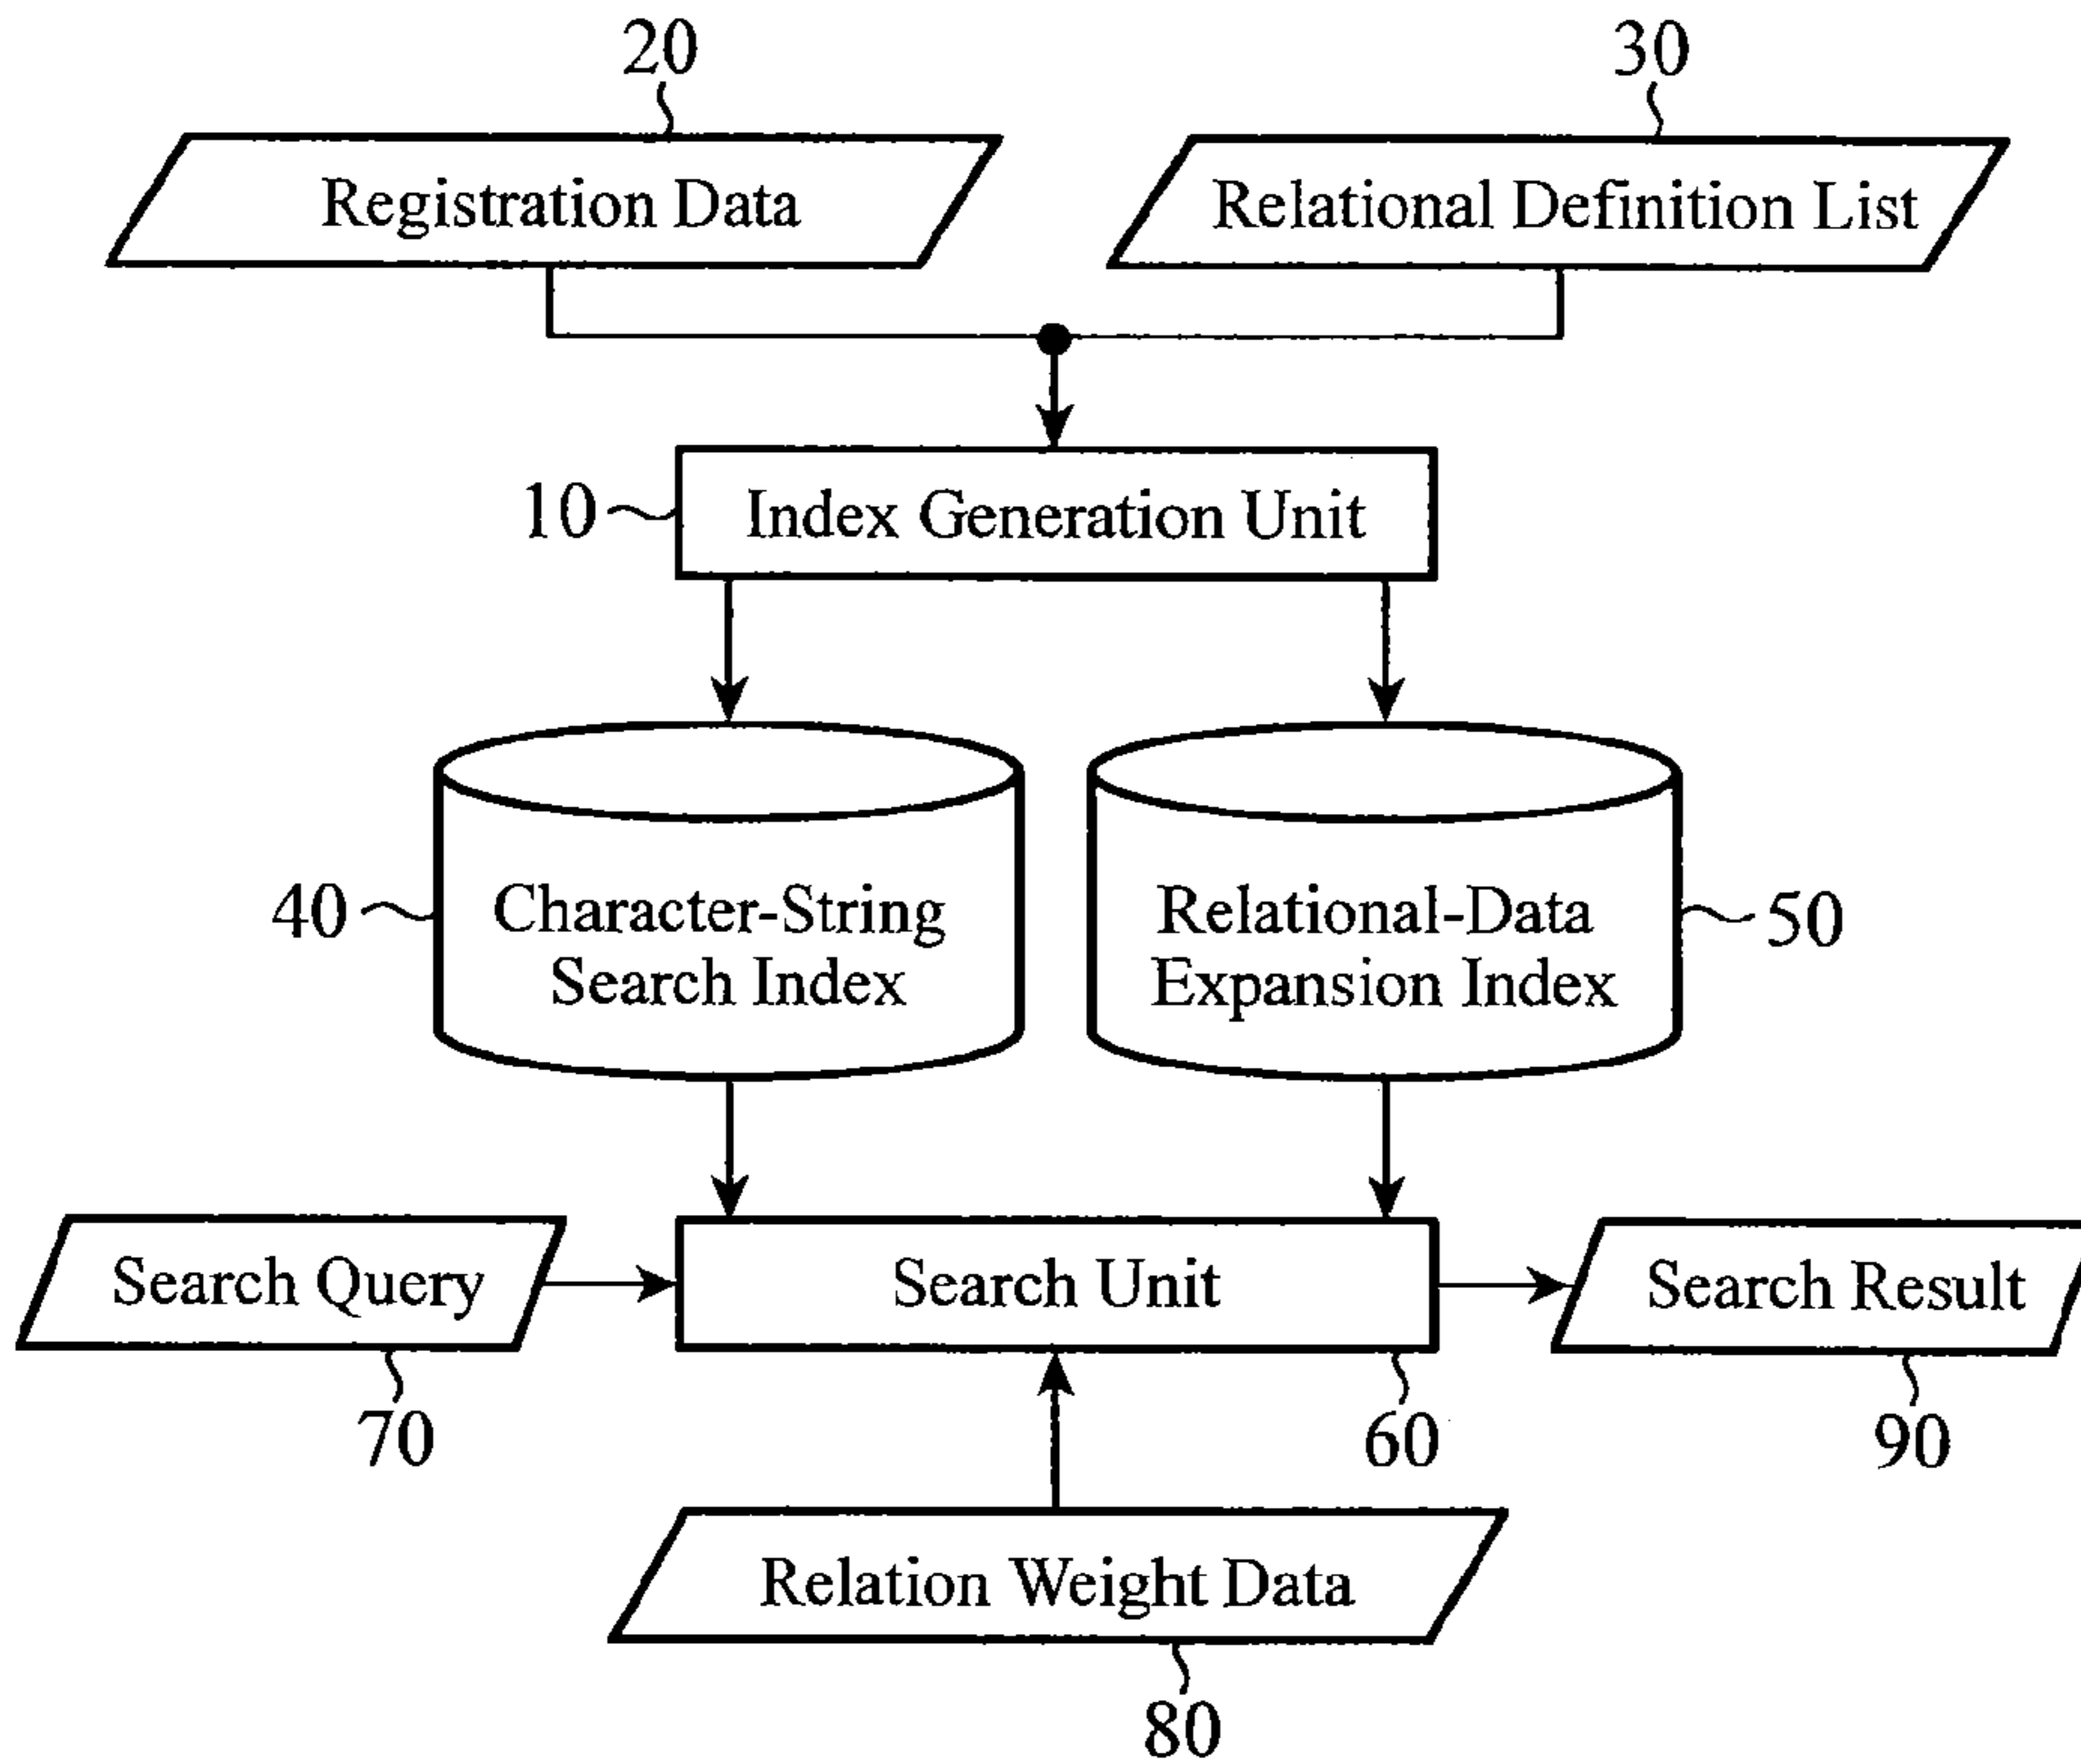 20
30
Registration Data
Relational Definition List
10
Index Generation Unit
40
Character-String
Search Index
Relational-Data
Expansion Index
50
Search Query
Search Unit
Search Result
70
60
90
Relation Weight Data
80